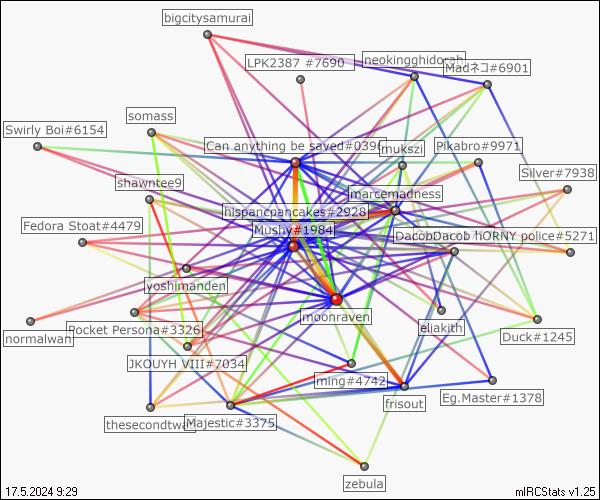 bigcitysamurai
LPK2387 #7690
neokingghidorah
Madネコ#6901
somass
Swirly Boi#6154
Can anything be saved#0396
mukszi
Pikabro#9971
shawntee9
marcemadness
Silver#7938
hispancpancakes#2928
Fedora Stoat#4479
Mushy#1984
DacobDacob
hORNY police#5271
yoshimanden
moonraven
Pocket Persona#3326
eliakith
normalwan
Duck#1245
JKOUYH VIII#7034
ming#4742
frisout
Eg.Master#1378
thesecondtwa
Majestic#3375
zebula
17.5.2024 9:29
mIRCStats v1.25